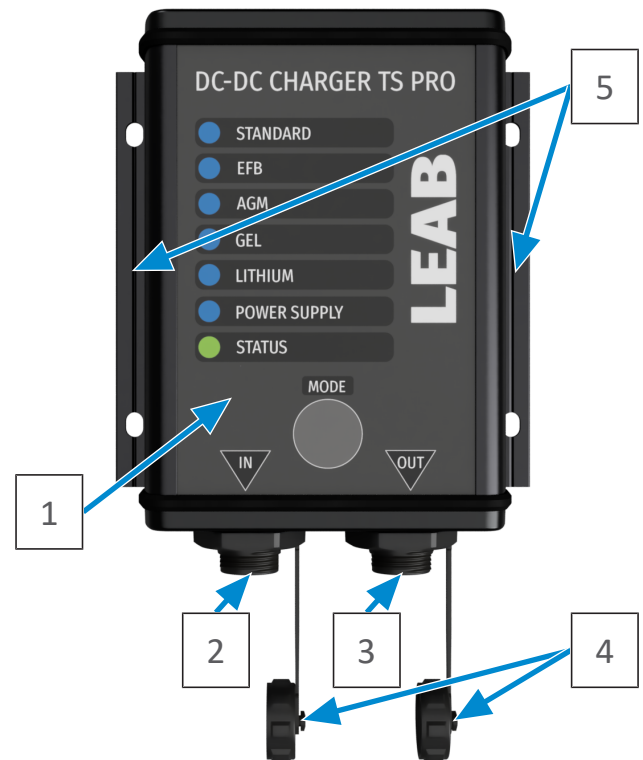 DC-DC CHARGER TS PRO
STANDARD
EFB
AGM
GEL
LITHIUM
POWER SUPPLY
STATUS
LEAB
MODE
IN
OUT
5
1
2
3
4